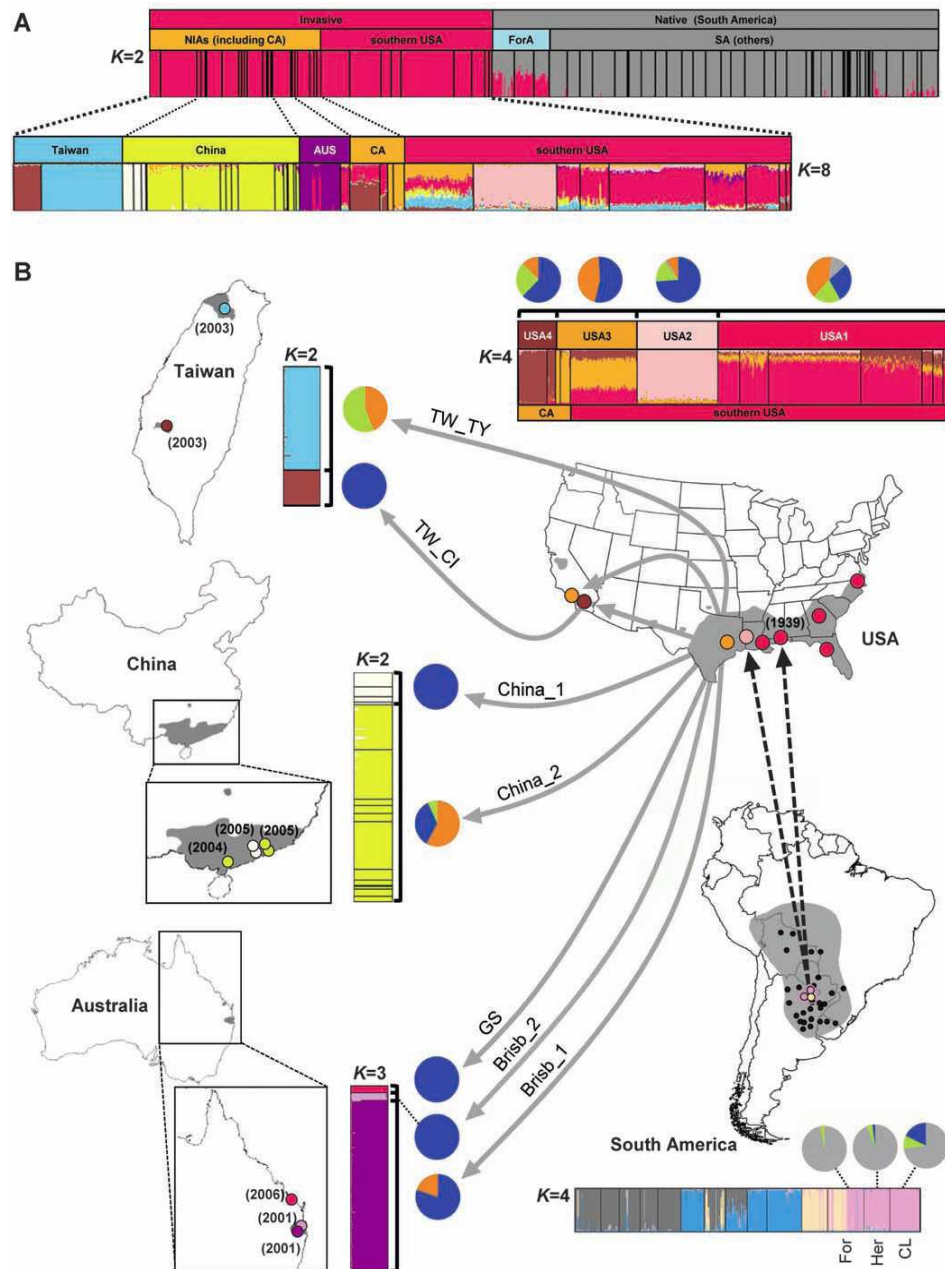 A
Invasive
Native (South America)
NIAs (including CA)
southern USA
ForA
SA (others)
K=2
Taiwan
China
AUS
CA
southern USA
K=8
B
(2003)
Taiwan
(2003)
K=2
TW_TY
TW_CI
USA4
USA3
USA2
USA1
K=4
CA
southern USA
(1939)
USA
China
K=2
China_1
China_2
(2005)
(2005)
(2004)
Australia
GS
Brisb_2
Brisb_1
K=3
(2006)
(2001)
(2001)
South America
K=4
For
Her
CL